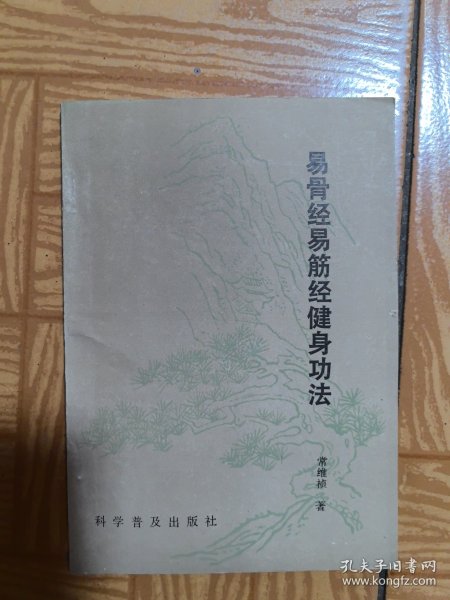 易骨经易筋经健身功法
常维祯 著
科学普及出版社
孔夫子旧书网
www.kongfz.com